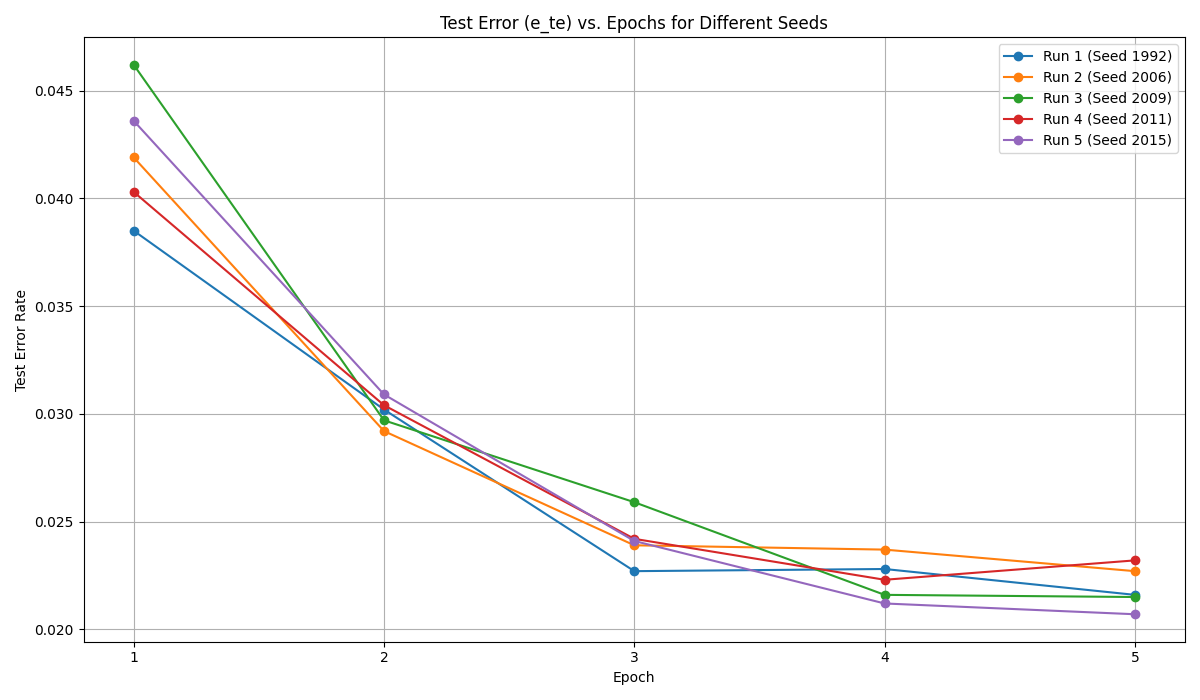 Test Error (e_te) vs. Epochs for Different Seeds
Run 1 (Seed 1992)
Run 2 (Seed 2006)
Run 3 (Seed 2009)
Run 4 (Seed 2011)
Run 5 (Seed 2015)
Test Error Rate
0.045
0.040
0.035
0.030
0.025
0.020
1 2 3 4 5
Epoch